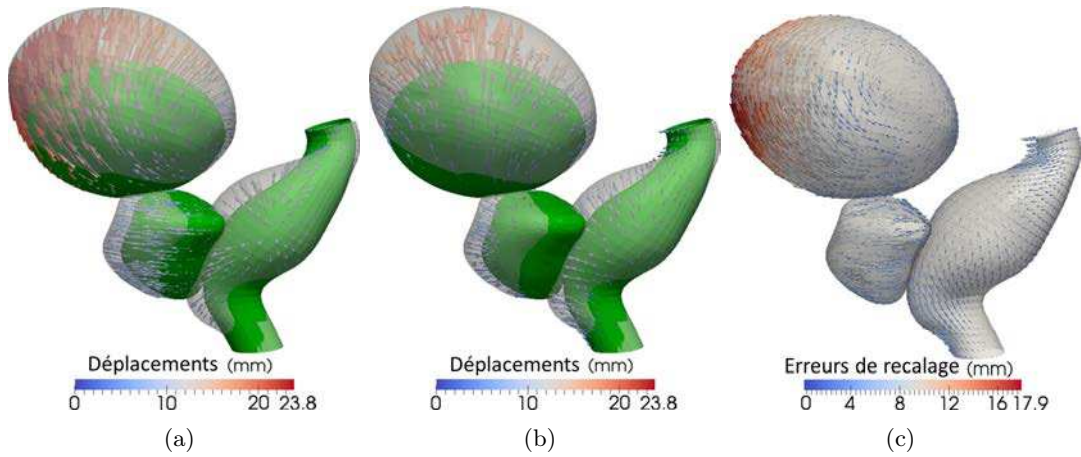 Déplacements (mm)
0 10 20 23.8
(a)
Déplacements (mm)
0 10 20 23.8
(b)
Erreurs de recalage (mm)
0 4 8 12 16 17.9
(c)